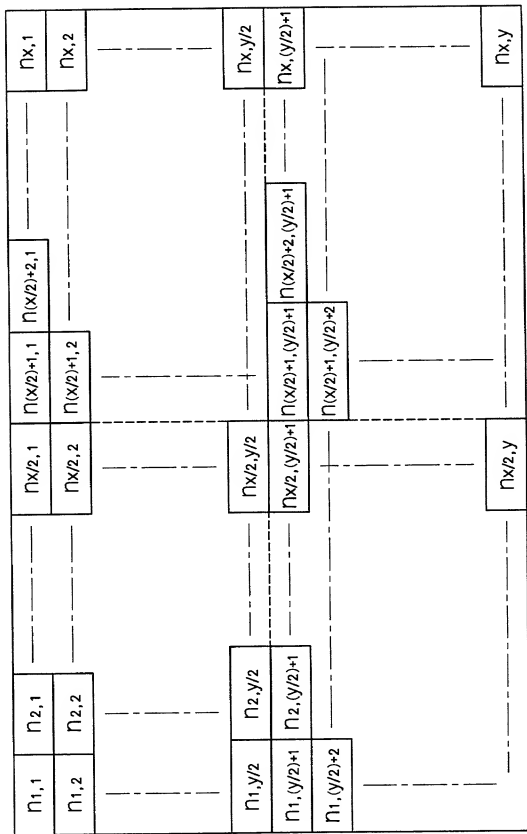 n1,1 n2,1 nx/2,1 n(x/2)+1,1 n(x/2)+2,1 nx,1
n1,2 n2,2 nx/2,2 n(x/2)+1,2 nx,2
n1,y/2 n2,y/2 nx/2,y/2 nx,y/2
n1,(y/2)+1 n2,(y/2)+1 nx/2,(y/2)+1 n(x/2)+1,(y/2)+1 n(x/2)+2,(y/2)+1 nx,(y/2)+1
n1,(y/2)+2 n(x/2)+1,(y/2)+2
nx/2,y nx,y